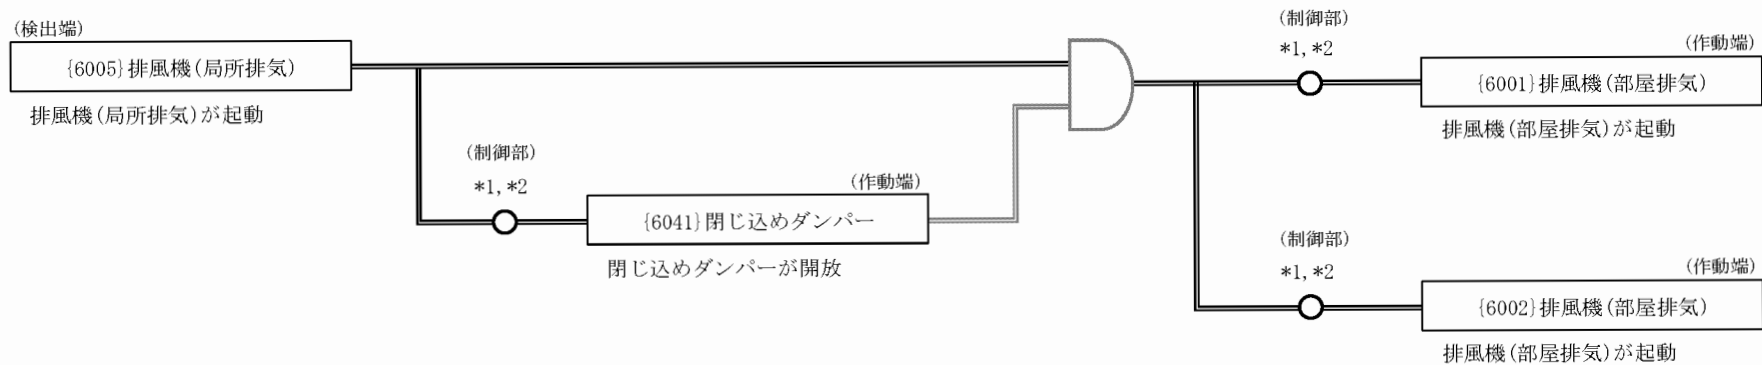 (検出端)
{6005}排風機(局所排気)
排風機(局所排気)が起動
(制御部)
*1,*2
(作動端)
{6041}閉じ込めダンパー
閉じ込めダンパーが開放
(制御部)
*1,*2
(作動端)
{6001}排風機(部屋排気)
排風機(部屋排気)が起動
(制御部)
*1,*2
(作動端)
{6002}排風機(部屋排気)
排風機(部屋排気)が起動